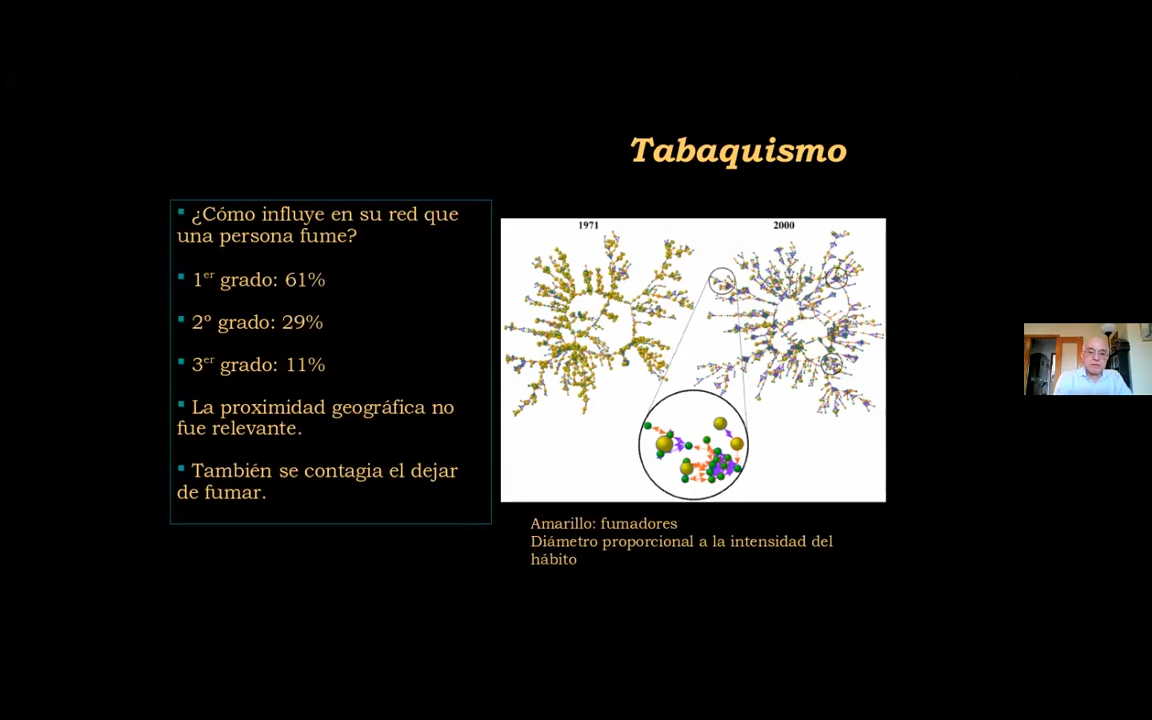 Tabaquismo
▪ ¿Cómo influye en su red que
una persona fume?
▪ 1er grado: 61%
▪ 2º grado: 29%
▪ 3er grado: 11%
▪ La proximidad geográfica no
fue relevante.
▪ También se contagia el dejar
de fumar.
1971
2000
Amarillo: fumadores
Diámetro proporcional a la intensidad del
hábito